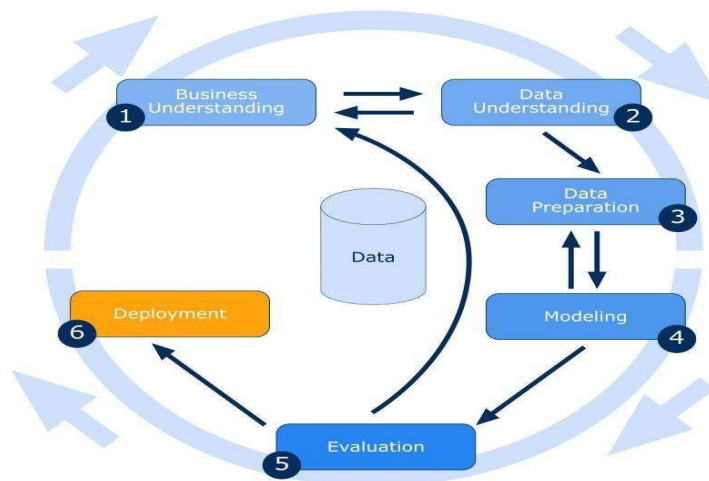 Business
Understanding
1
Data
Understanding
2
Data
Preparation
3
Data
Modeling
4
Deployment
6
Evaluation
5